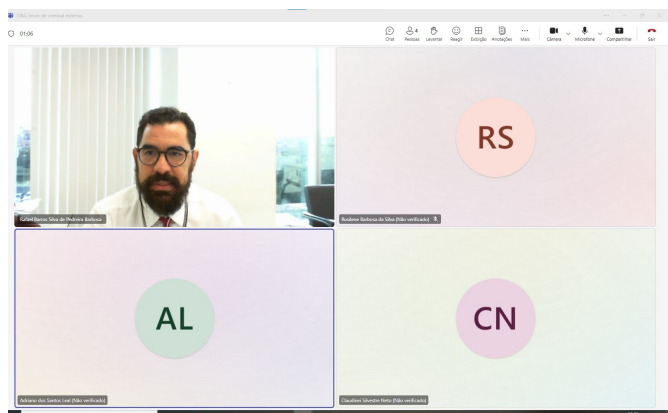 01:06
4
Chat Pessoas Levantar Reagir Exibição Anotações Mais Câmera Microfone Compartilhar Sair
Rafael Barros Silva de Pedreira Barbosa
RS
Rosilene Barbosa da Silva (Não verificado)
AL
Adriano dos Santos Leal (Não verificado)
CN
Claudinei Silvestre Neto (Não verificado)